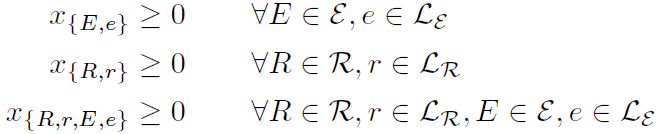 x_{\{E,e\}} ≥ 0 ∀E ∈ ℰ, e ∈ ℒ_ℰ
x_{\{R,r\}} ≥ 0 ∀R ∈ ℛ, r ∈ ℒ_ℛ
x_{\{R,r,E,e\}} ≥ 0 ∀R ∈ ℛ, r ∈ ℒ_ℛ, E ∈ ℰ, e ∈ ℒ_ℰ